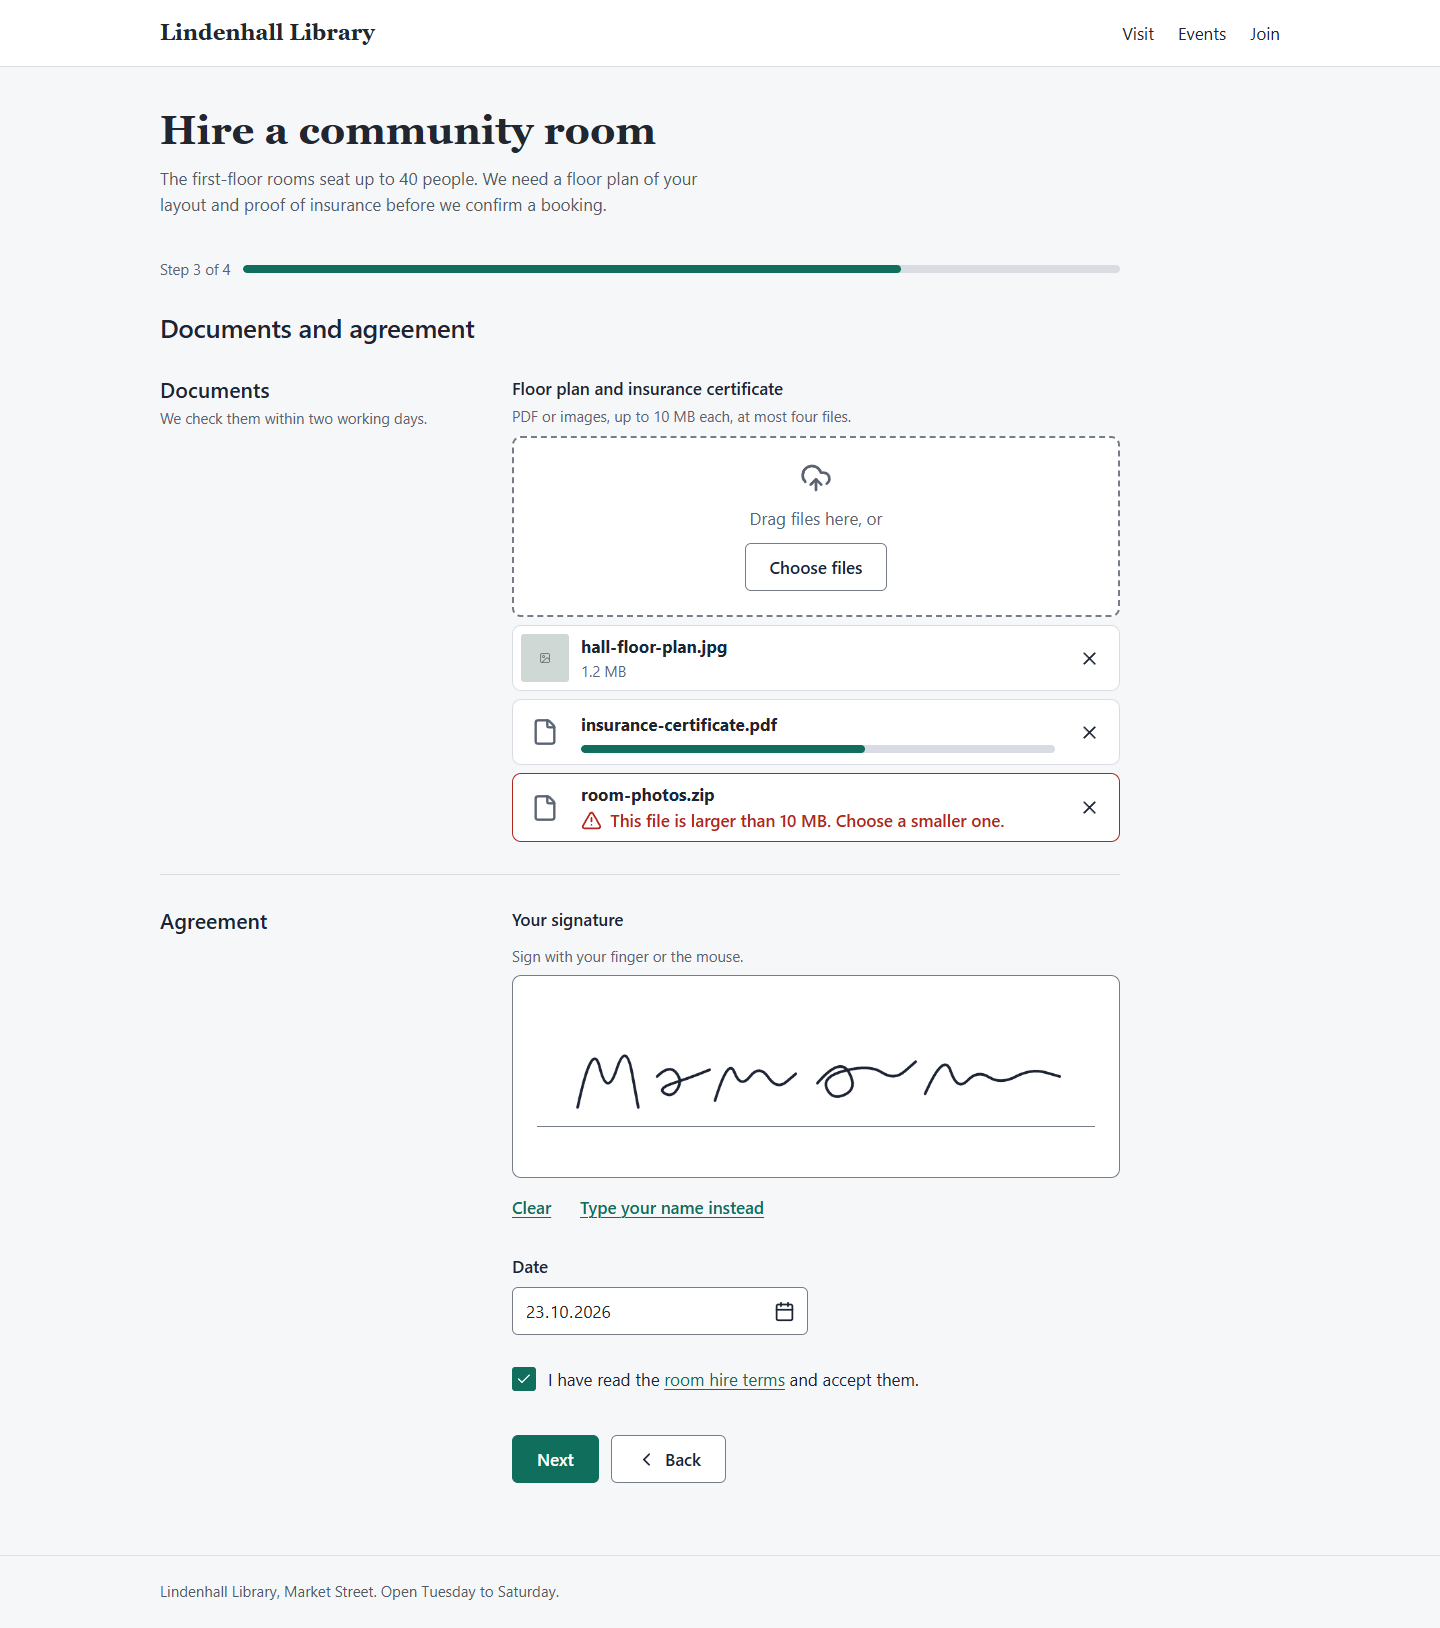 Lindenhall Library
Visit Events Join
Hire a community room
The first-floor rooms seat up to 40 people. We need a floor plan of your
layout and proof of insurance before we confirm a booking.
Step 3 of 4
Documents and agreement
Documents
We check them within two working days.
Floor plan and insurance certificate
PDF or images, up to 10 MB each, at most four files.
Drag files here, or
Choose files
hall-floor-plan.jpg
1.2 MB
insurance-certificate.pdf
room-photos.zip
This file is larger than 10 MB. Choose a smaller one.
Agreement
Your signature
Sign with your finger or the mouse.
Clear Type your name instead
Date
23.10.2026
I have read the room hire terms and accept them.
Next Back
Lindenhall Library, Market Street. Open Tuesday to Saturday.